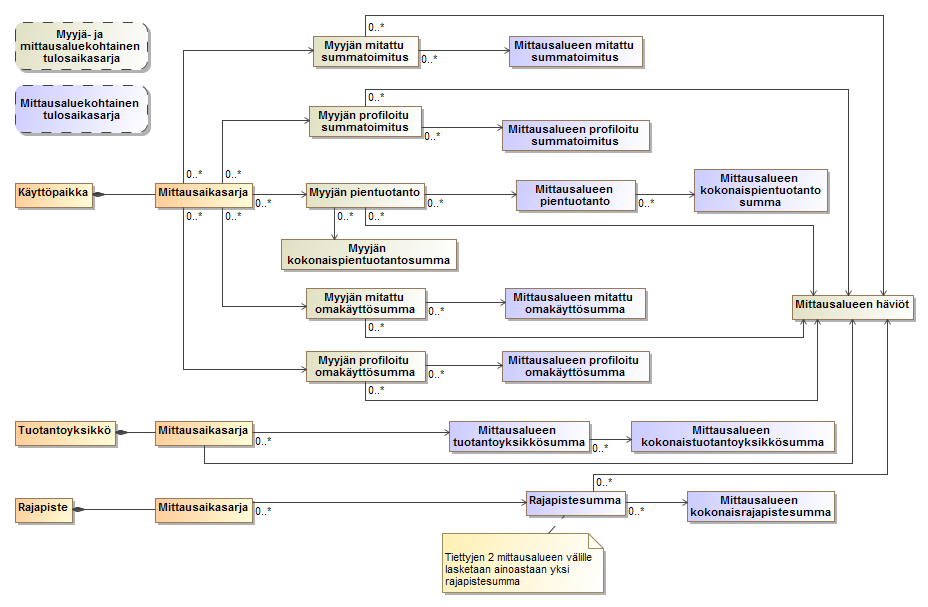 Myyjä- ja
mittausaluekohtainen
tulosaikasarja
Mittausaluekohtainen
tulosaikasarja
0..*
Myyjän mitattu
summatoimitus
0..*
Mittausalueen mitattu
summatoimitus
0..*
Myyjän profiloitu
summatoimitus
0..*
Mittausalueen profiloitu
summatoimitus
0..*
0..*
Käyttöpaikka
Mittausaikasarja
0..*
Myyjän pientuotanto
0..*
Mittausalueen
pientuotanto
0..*
Mittausalueen
kokonaispientuotanto
summa
0..*
0..*
0..*
0..*
Myyjän
kokonaispientuotantosumma
Myyjän mitattu
omakäyttösumma
0..*
0..*
Mittausalueen mitattu
omakäyttösumma
Mittausalueen häviöt
Myyjän profiloitu
omakäyttösumma
0..*
0..*
Mittausalueen profiloitu
omakäyttösumma
Tuotantoyksikkö
Mittausaikasarja
0..*
Mittausalueen
tuotantoyksikkösumma
0..*
Mittausalueen
kokonaistuotantoyksikkösumma
Rajapiste
Mittausaikasarja
0..*
0..*
Rajapistesumma
0..*
Mittausalueen
kokonaisrajapistesumma
Tiettyjen 2 mittausalueen välille
lasketaan ainoastaan yksi
rajapistesumma